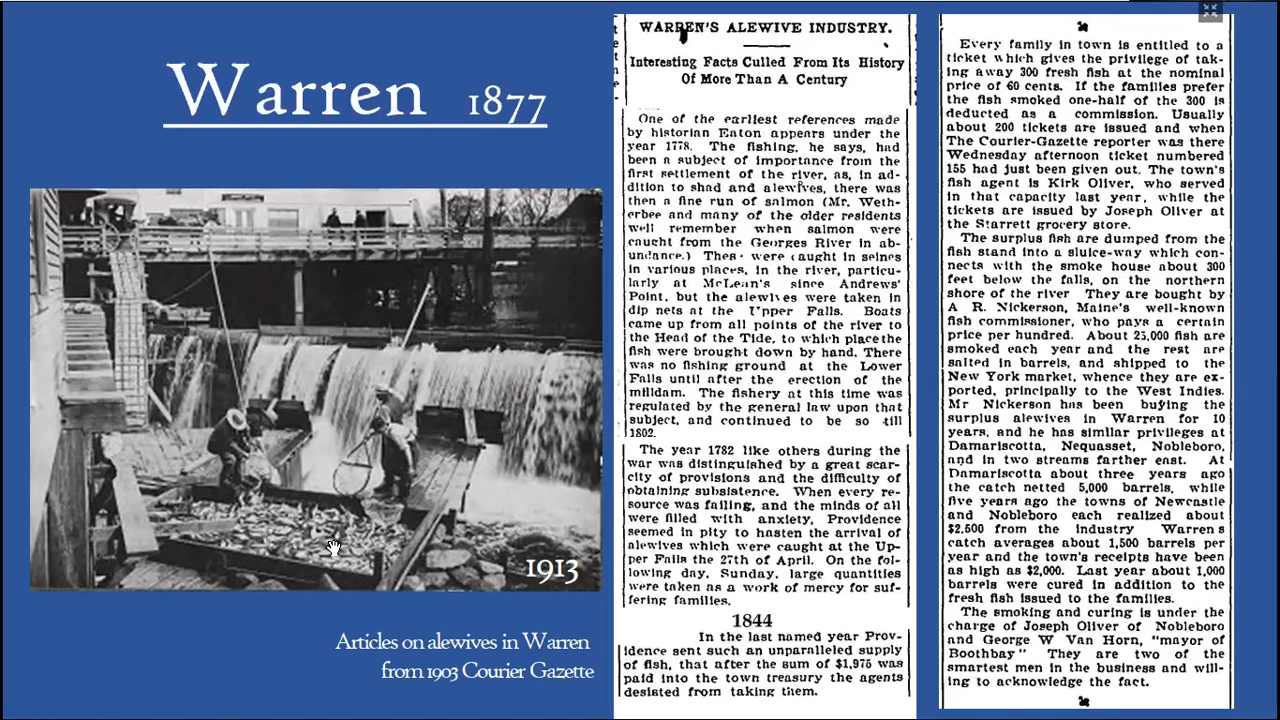 Warren 1877
1913
Articles on alewives in Warren
from 1903 Courier Gazette
WARREN'S ALEWIVE INDUSTRY.
Interesting Facts Culled From Its History
Of More Than A Century
One of the earliest references made
by historian Eaton appears under the
year 1778. The fishing, he says, had
been a subject of importance from the
first settlement of the river, as, in ad-
dition to shad and alewives, there was
then a fine run of salmon (Mr. Weth-
erbee and many of the older residents
well remember when salmon were
caught from the Georges River in ab-
undance.) These were caught in seines
in various places, in the river, particu-
larly at McLean's since Andrews'
Point, but the alewives were taken in
dip nets at the Upper Falls. Boats
came up from all points of the river to
the Head of the Tide, to which place the
fish were brought down by hand. There
was no fishing ground at the Lower
Falls until after the erection of the
milldam. The fishery at this time was
regulated by the general law upon that
subject, and continued to be so till
1802.
The year 1782 like others during the
war was distinguished by a great scar-
city of provisions and the difficulty of
obtaining subsistence. When every re-
source was failing, and the minds of all
were filled with anxiety, Providence
seemed in pity to hasten the arrival of
alewives which were caught at the Up-
per Falls the 27th of April. On the fol-
lowing day, Sunday, large quantities
were taken as a work of mercy for suf-
fering families.
1844
In the last named year Prov-
idence sent such an unparalleled supply
of fish, that after the sum of $1,975 was
paid into the town treasury the agents
desisted from taking them.
Every family in town is entitled to a
ticket which gives the privilege of tak-
ing away 300 fresh fish at the nominal
price of 60 cents. If the families prefer
the fish smoked one-half of the 300 is
deducted as a commission. Usually
about 200 tickets are issued and when
The Courier-Gazette reporter was there
Wednesday afternoon ticket numbered
155 had just been given out. The town's
fish agent is Kirk Oliver, who served
in that capacity last year, while the
tickets are issued by Joseph Oliver at
the Starrett grocery store.
The surplus fish are dumped from the
fish stand into a sluice-way which con-
nects with the smoke house about 300
feet below the falls, on the northern
shore of the river They are bought by
A R. Nickerson, Maine's well-known
fish commissioner, who pays a certain
price per hundred. About 25,000 fish are
smoked each year and the rest are
salted in barrels, and shipped to the
New York market, whence they are ex-
ported, principally to the West Indies.
Mr Nickerson has been buying the
surplus alewives in Warren for 10
years, and he has similar privileges at
Damariscotta, Nequasset, Nobleboro,
and in two streams farther east. At
Damariscotta about three years ago
the catch netted 5,000 barrels, while
five years ago the towns of Newcastle
and Nobleboro each realized about
$2,500 from the industry Warren s
catch averages about 1,500 barrels per
year and the town's receipts have been
as high as $2,000. Last year about 1,000
barrels were cured in addition to the
fresh fish issued to the families.
The smoking and curing is under the
charge of Joseph Oliver of Nobleboro
and George W Van Horn, "mayor of
Boothbay" They are two of the
smartest men in the business and will-
ing to acknowledge the fact.